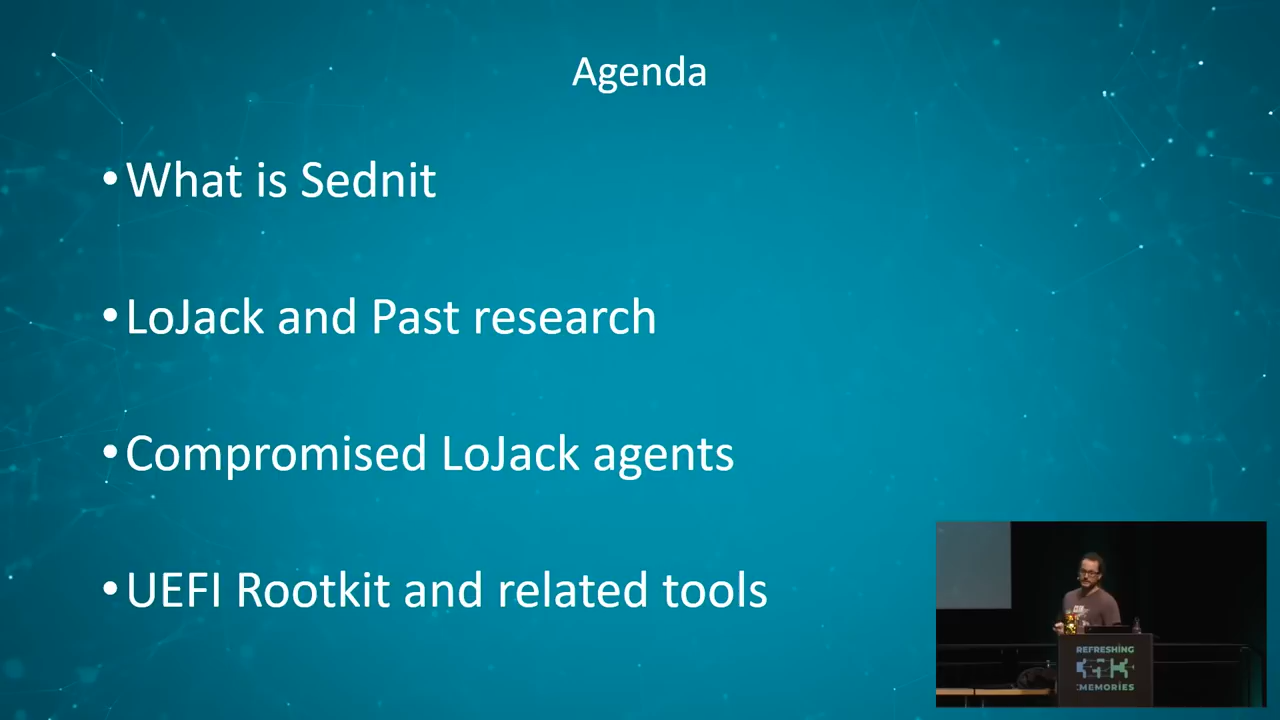 Agenda
•What is Sednit
•LoJack and Past research
•Compromised LoJack agents
•UEFI Rootkit and related tools
REFRESHING
MEMORIES